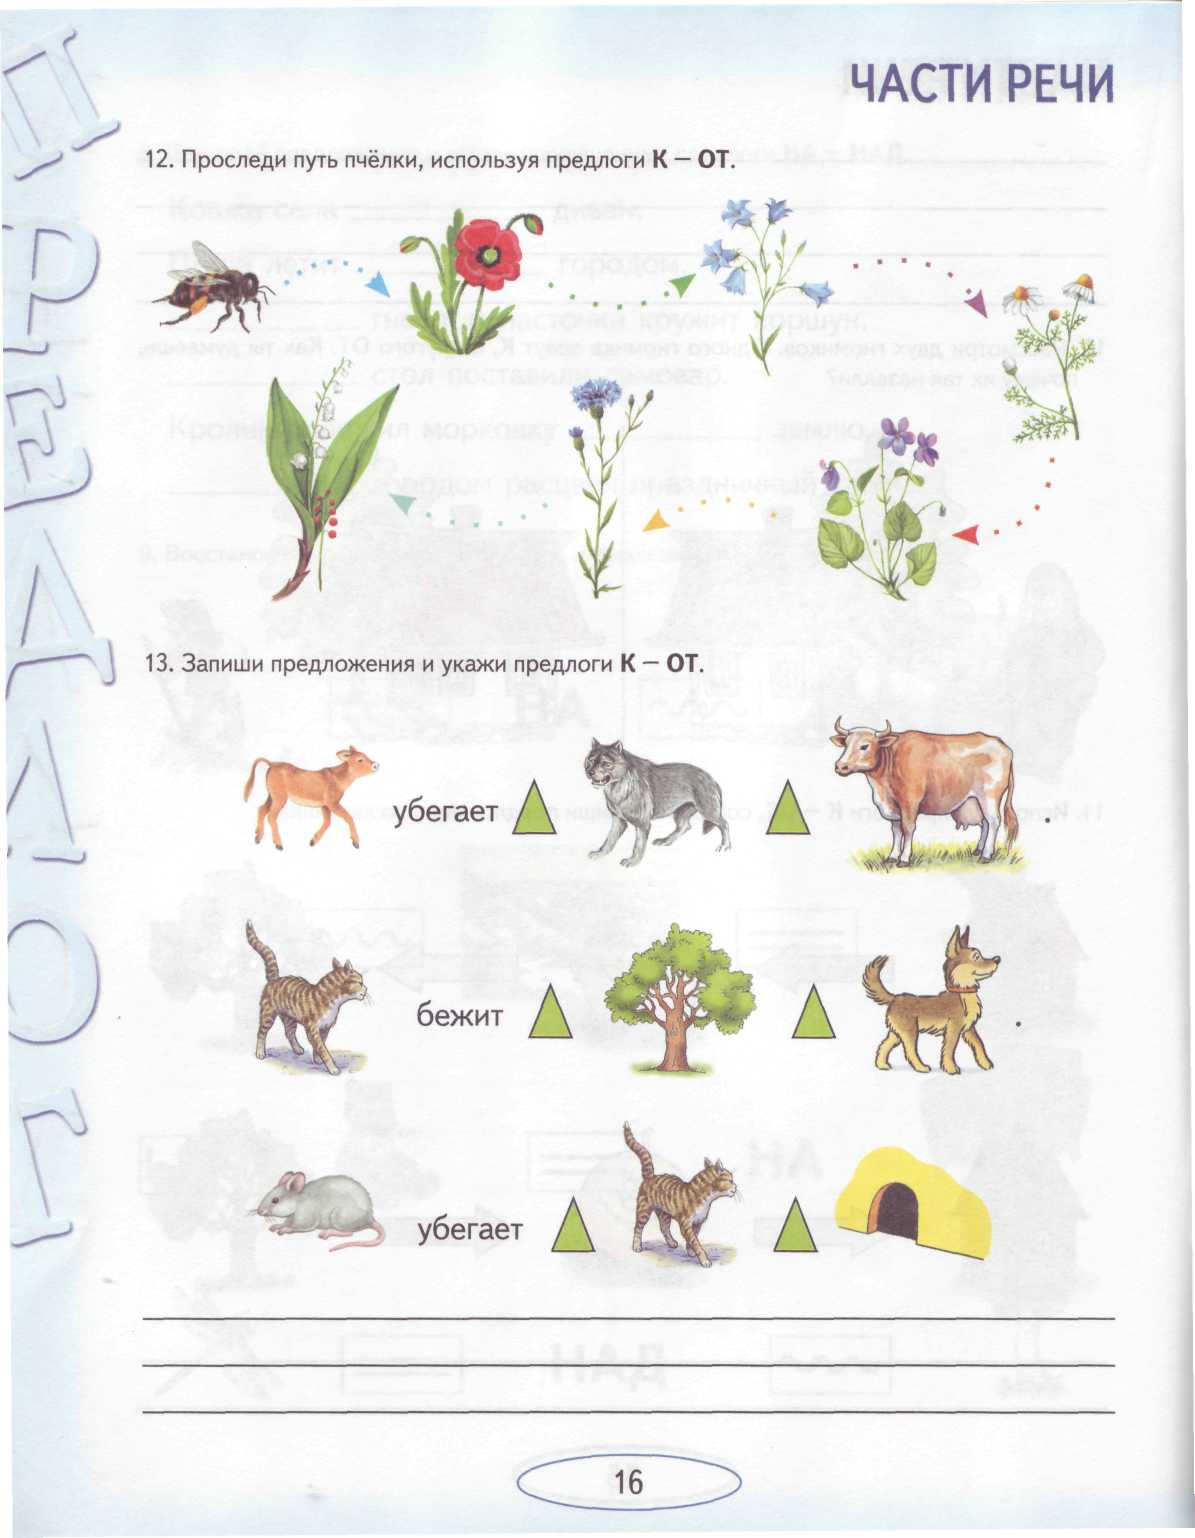 ЧАСТИ РЕЧИ
ПРЕДЛОГ
12. Проследи путь пчёлки, используя предлоги К – ОТ.
13. Запиши предложения и укажи предлоги К – ОТ.
убегает
.
бежит
.
убегает
16